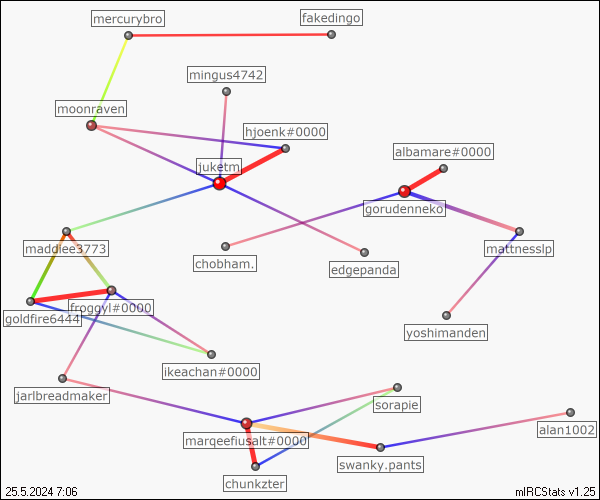 mercurybro
fakedingo
mingus4742
moonraven
hjoenk#0000
albamare#0000
juketm
gorudenneko
maddlee3773
mattnesslp
chobham.
edgepanda
froggyl#0000
goldfire6444
yoshimanden
ikeachan#0000
jarlbreadmaker
sorapie
alan1002
marqeefiusalt#0000
swanky.pants
chunkzter
25.5.2024 7:06
mIRCStats v1.25